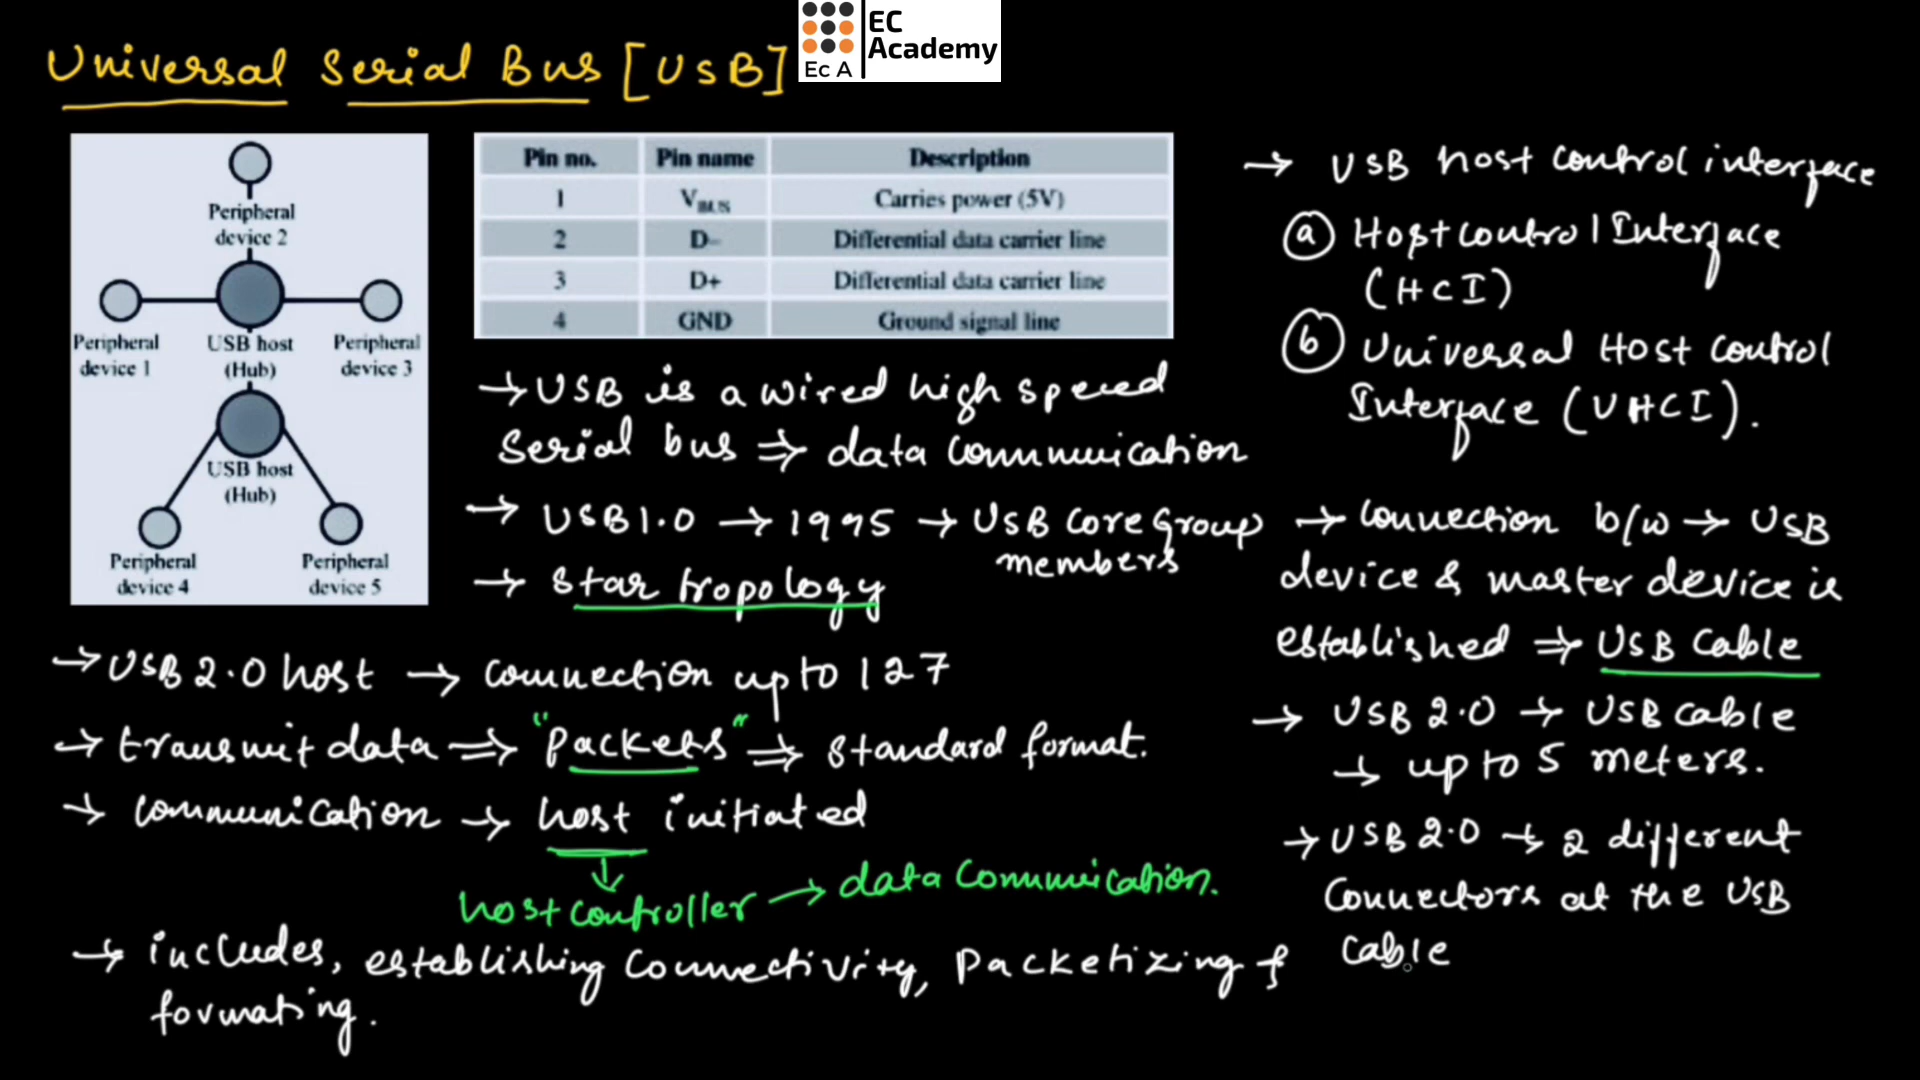 Universal Serial Bus [USB]
EC
Academy
Ec A
Peripheral
device 2
Peripheral
device 1
USB host
(Hub)
Peripheral
device 3
USB host
(Hub)
Peripheral
device 4
Peripheral
device 5
Pin no. Pin name Description
1 VBUS Carries power (5V)
2 D– Differential data carrier line
3 D+ Differential data carrier line
4 GND Ground signal line
→ USB is a wired high speed
Serial bus ⇒ data communication
→ USB 1.0 → 1995 → USB core group
members
→ Star tropology
→ USB 2.0 host → connection upto 127
→ transmit data ⇒ "packets" ⇒ standard format.
→ communication → host initiated
↓
host controller → data communication.
→ includes, establishing connectivity, packetizing &
formating.
→ USB host control interface
(a) Host control Interface
(HCI)
(b) Universal Host control
Interface (UHCI).
→ connection b/w → USB
device & master device is
established ⇒ USB cable
→ USB 2.0 → USB cable
→ upto 5 meters.
→ USB 2.0 → 2 different
connectors at the USB
cable